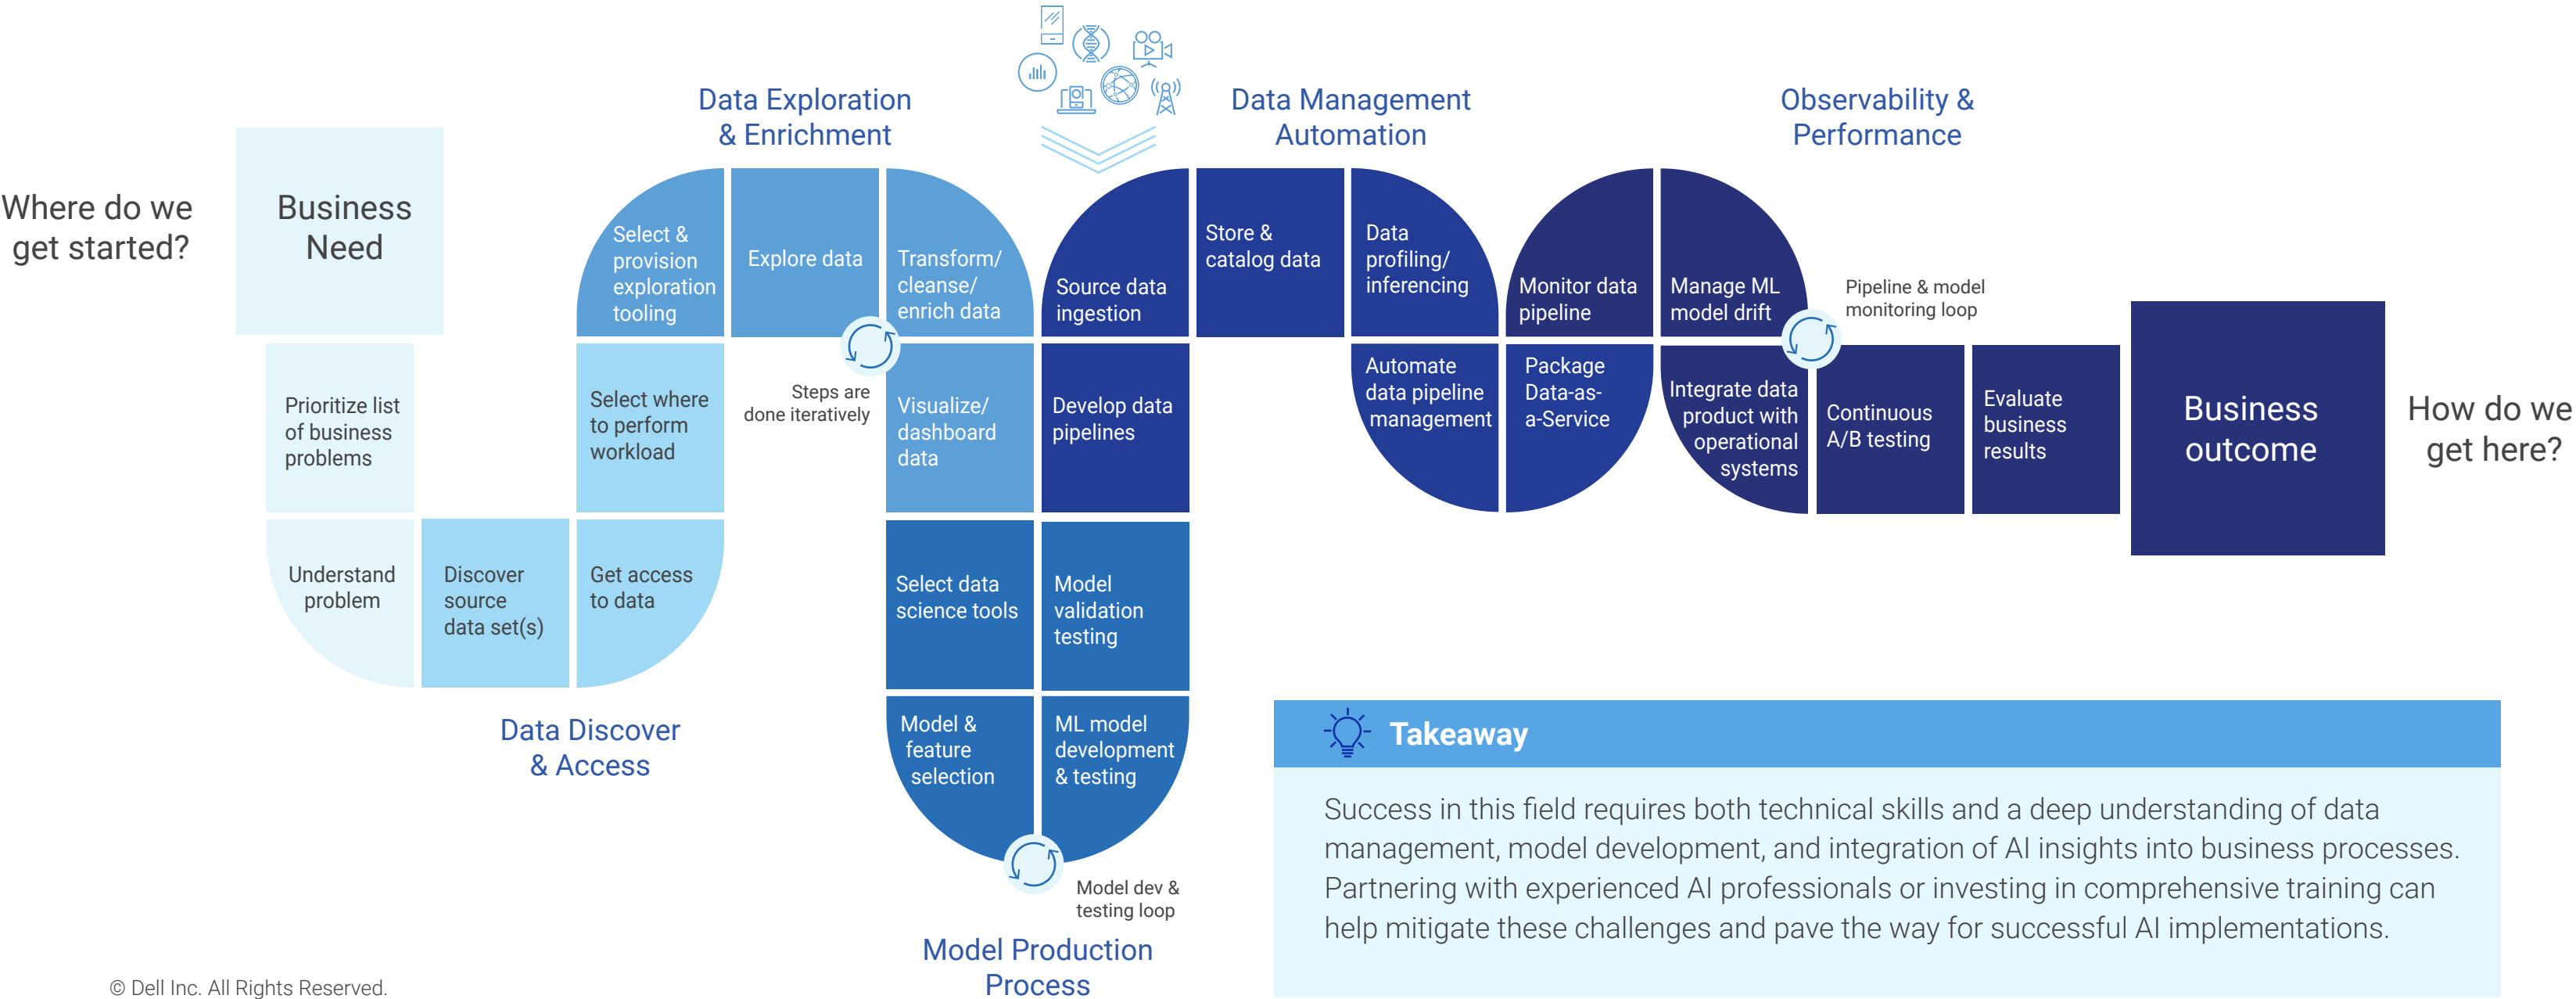 Where do we
get started?
Business
Need
Prioritize list
of business
problems
Understand
problem
Discover
source
data set(s)
Get access
to data
Data Discover
& Access
Select where
to perform
workload
Data Exploration
& Enrichment
Select &
provision
exploration
tooling
Explore data
Transform/
cleanse/
enrich data
Steps are
done iteratively
Visualize/
dashboard
data
Select data
science tools
Model &
feature
selection
ML model
development
& testing
Model dev &
testing loop
Model Production
Process
Model
validation
testing
Develop data
pipelines
Source data
ingestion
Data Management
Automation
Store &
catalog data
Data
profiling/
inferencing
Automate
data pipeline
management
Package
Data-as-
a-Service
Observability &
Performance
Monitor data
pipeline
Manage ML
model drift
Pipeline & model
monitoring loop
Integrate data
product with
operational
systems
Continuous
A/B testing
Evaluate
business
results
Business
outcome
How do we
get here?
Takeaway
Success in this field requires both technical skills and a deep understanding of data
management, model development, and integration of AI insights into business processes.
Partnering with experienced AI professionals or investing in comprehensive training can
help mitigate these challenges and pave the way for successful AI implementations.
© Dell Inc. All Rights Reserved.